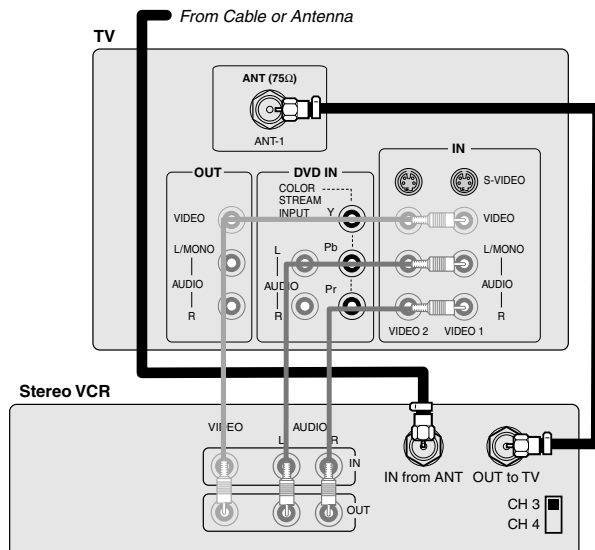 From Cable or Antenna
TV
ANT (75Ω)
ANT-1
OUT
VIDEO
L/MONO
AUDIO
R
DVD IN
COLOR
STREAM
INPUT
Y
L
Pb
AUDIO
Pr
R
IN
S-VIDEO
VIDEO
L/MONO
AUDIO
R
VIDEO 2 VIDEO 1
Stereo VCR
VIDEO AUDIO
L R
IN
OUT
IN from ANT OUT to TV
CH 3
CH 4